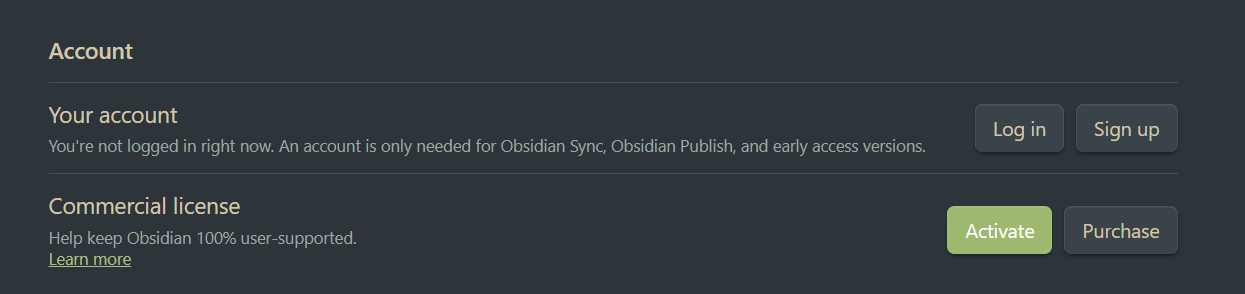 Account
Your account
You're not logged in right now. An account is only needed for Obsidian Sync, Obsidian Publish, and early access versions.
Log in
Sign up
Commercial license
Help keep Obsidian 100% user-supported.
Learn more
Activate
Purchase